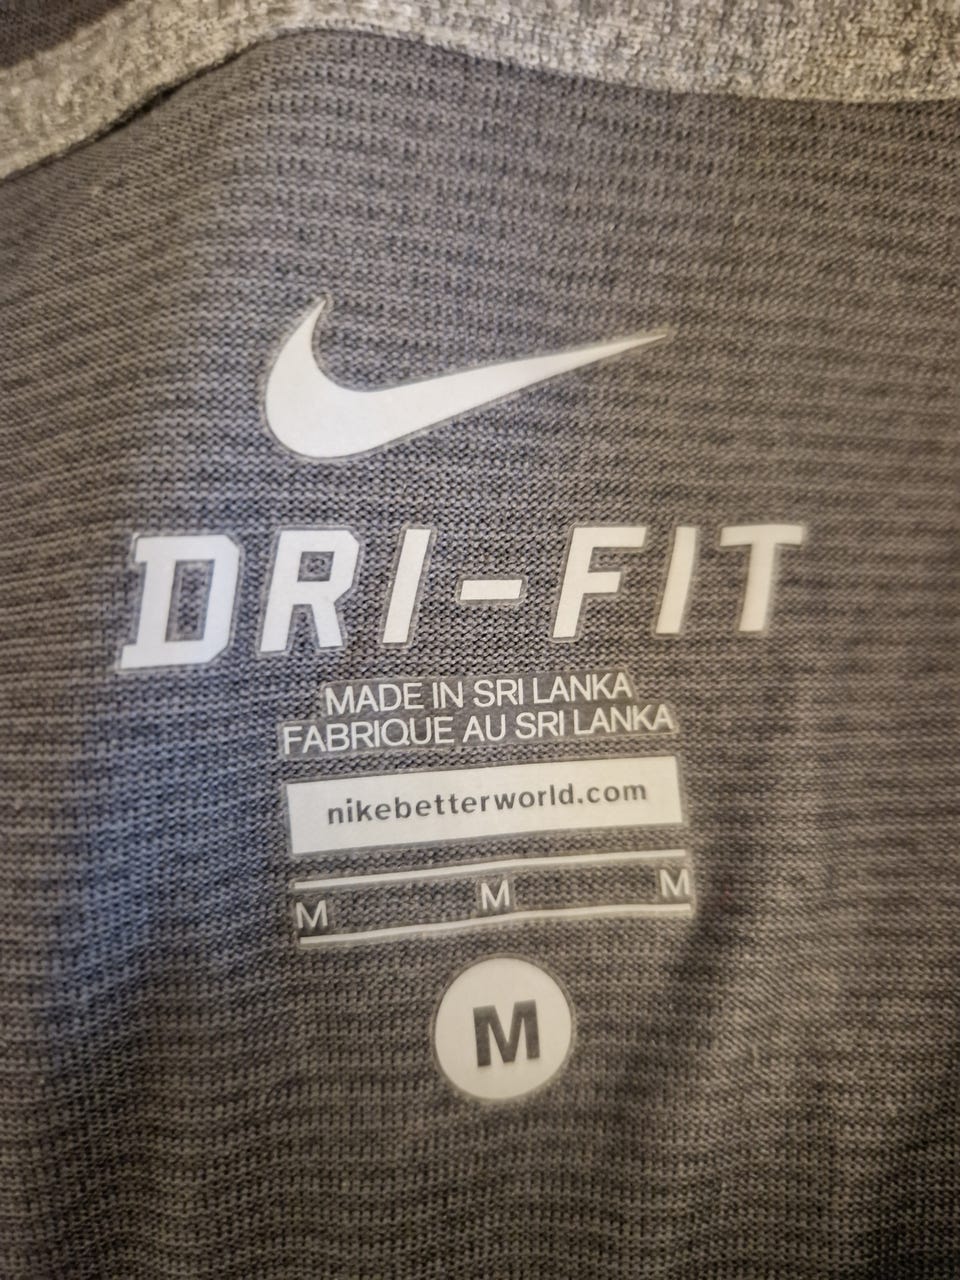 DRI-FIT
MADE IN SRI LANKA
FABRIQUE AU SRI LANKA
nikebetterworld.com
M M M
M